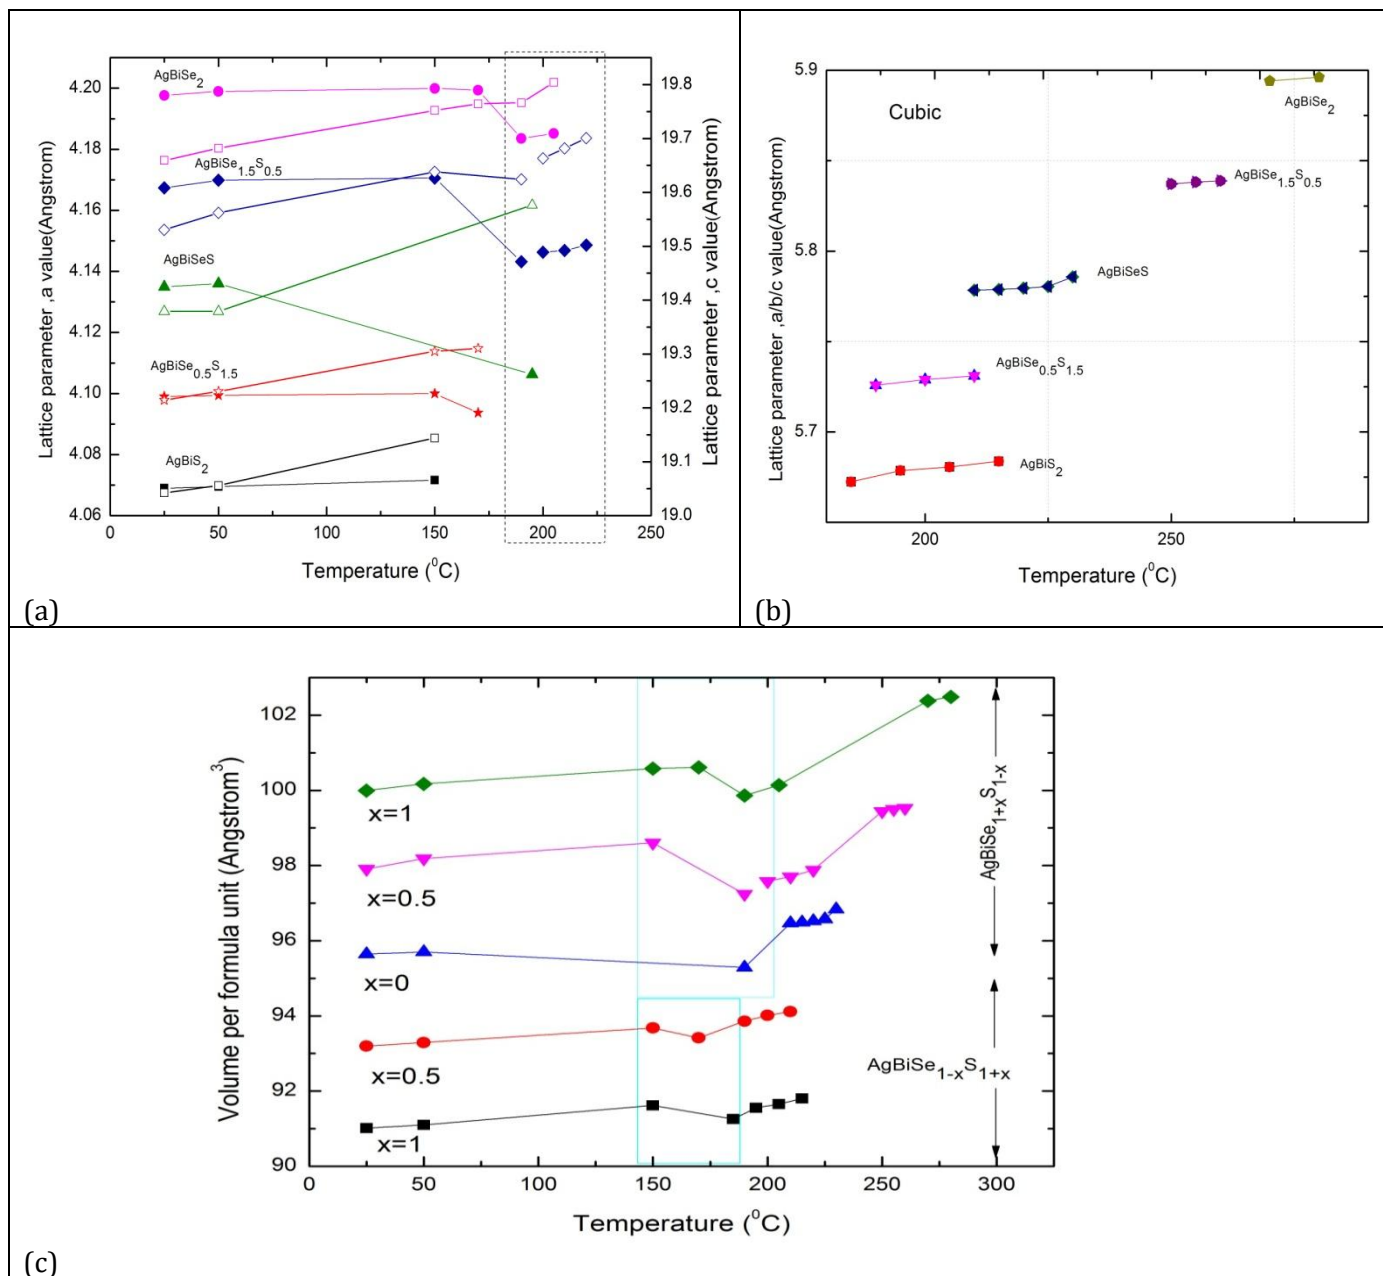 AgBiSe2
AgBiSe1.5S0.5
AgBiSeS
AgBiSe0.5S1.5
AgBiS2
4.20
4.18
4.16
4.14
4.12
4.10
4.08
4.06
Lattice parameter ,a value(Angstrom)
19.8
19.7
19.6
19.5
19.4
19.3
19.2
19.1
19.0
Lattice parameter ,c value(Angstrom)
0 50 100 150 200 250
Temperature (0C)
(a)
Cubic
5.9
5.8
5.7
Lattice parameter ,a/b/c value(Angstrom)
AgBiSe2
AgBiSe1.5S0.5
AgBiSeS
AgBiSe0.5S1.5
AgBiS2
200 250
Temperature (0C)
(b)
102
100
98
96
94
92
90
Volume per formula unit (Angstrom3)
x=1
x=0.5
x=0
x=0.5
x=1
AgBiSe1+xS1-x
AgBiSe1-xS1+x
0 50 100 150 200 250 300
Temperature (0C)
(c)